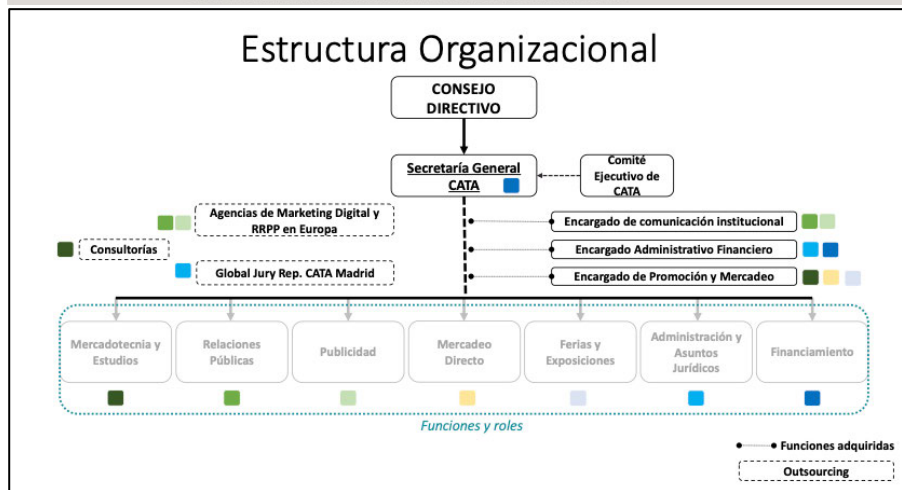 Estructura Organizacional
CONSEJO
DIRECTIVO
Secretaría General
CATA
Comité
Ejecutivo de
CATA
Agencias de Marketing Digital y
RRPP en Europa
Encargado de comunicación institucional
Consultorías
Encargado Administrativo Financiero
Global Jury Rep. CATA Madrid
Encargado de Promoción y Mercadeo
Mercadotecnia y
Estudios
Relaciones
Públicas
Publicidad
Mercadeo
Directo
Ferias y
Exposiciones
Administración y
Asuntos
Jurídicos
Financiamiento
Funciones y roles
Funciones adquiridas
Outsourcing